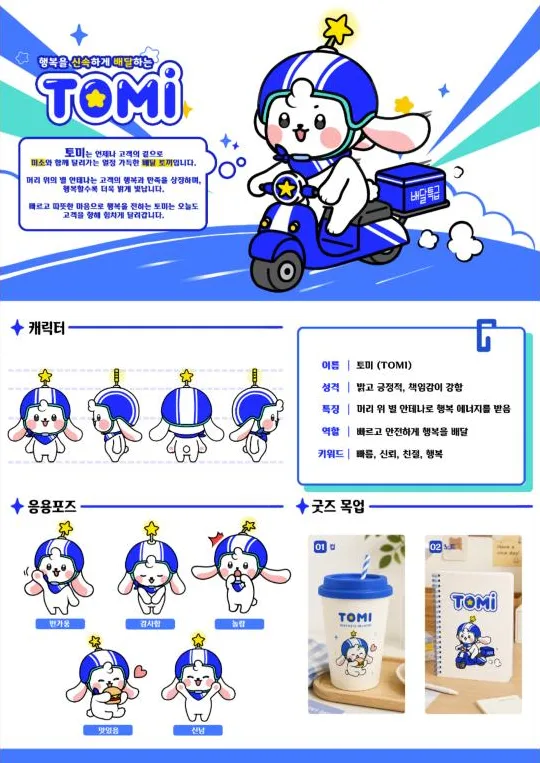 행복을 신속하게 배달하는
TOMi
토미는 언제나 고객의 곁으로
미소와 함께 달려가는 열정 가득한 배달 토끼입니다.
머리 위의 별 안테나는 고객의 행복과 만족을 상징하며,
행복할수록 더욱 밝게 빛납니다.
빠르고 따뜻한 마음으로 행복을 전하는 토미는 오늘도
고객을 향해 힘차게 달려갑니다.
배달특급
캐릭터
이름 | 토미 (TOMI)
성격 | 밝고 긍정적, 책임감이 강함
특징 | 머리 위 별 안테나로 행복 에너지를 받음
역할 | 빠르고 안전하게 행복을 배달
키워드 | 빠름, 신뢰, 친절, 행복
응용포즈
반가움
감사함
놀람
맛있음
신남
굿즈 목업
01 컵
TOMI
02 노트
TOMi
Have a nice day